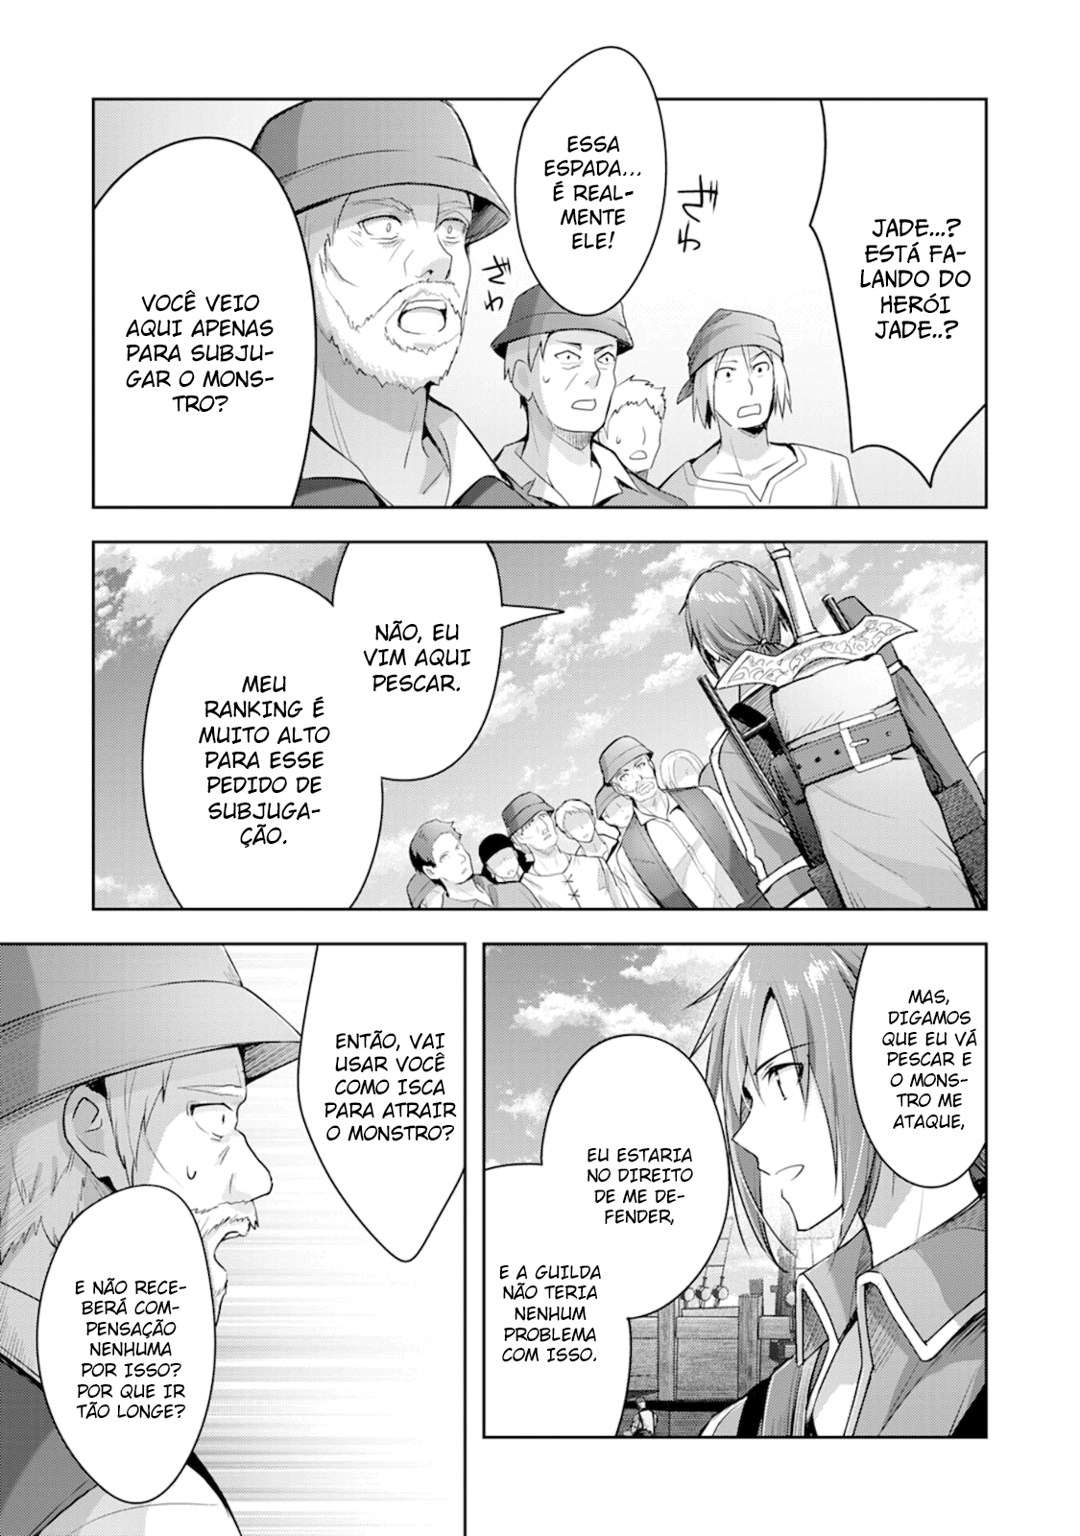 JADE...?
ESTÁ FA-
LANDO DO
HERÓI
JADE..?
ESSA
ESPADA...
É REAL-
MENTE
ELE!
ざ
わ
ざ
わ
VOCÊ VEIO
AQUI APENAS
PARA SUBJU-
GAR O MONS-
TRO?
NÃO, EU
VIM AQUI
PESCAR.
MEU
RANKING É
MUITO ALTO
PARA ESSE
PEDIDO DE
SUBJUGA-
ÇÃO.
MAS,
DIGAMOS
QUE EU VÁ
PESCAR E
O MONS-
TRO ME
ATAQUE,
EU ESTARIA
NO DIREITO
DE ME DE-
FENDER,
E A GUILDA
NÃO TERIA
NENHUM
PROBLEMA
COM ISSO.
ENTÃO, VAI
USAR VOCÊ
COMO ISCA
PARA ATRAIR
O MONSTRO?
E NÃO RECE-
BERÁ COM-
PENSAÇÃO
NENHUMA
POR ISSO?
POR QUE IR
TÃO LONGE?